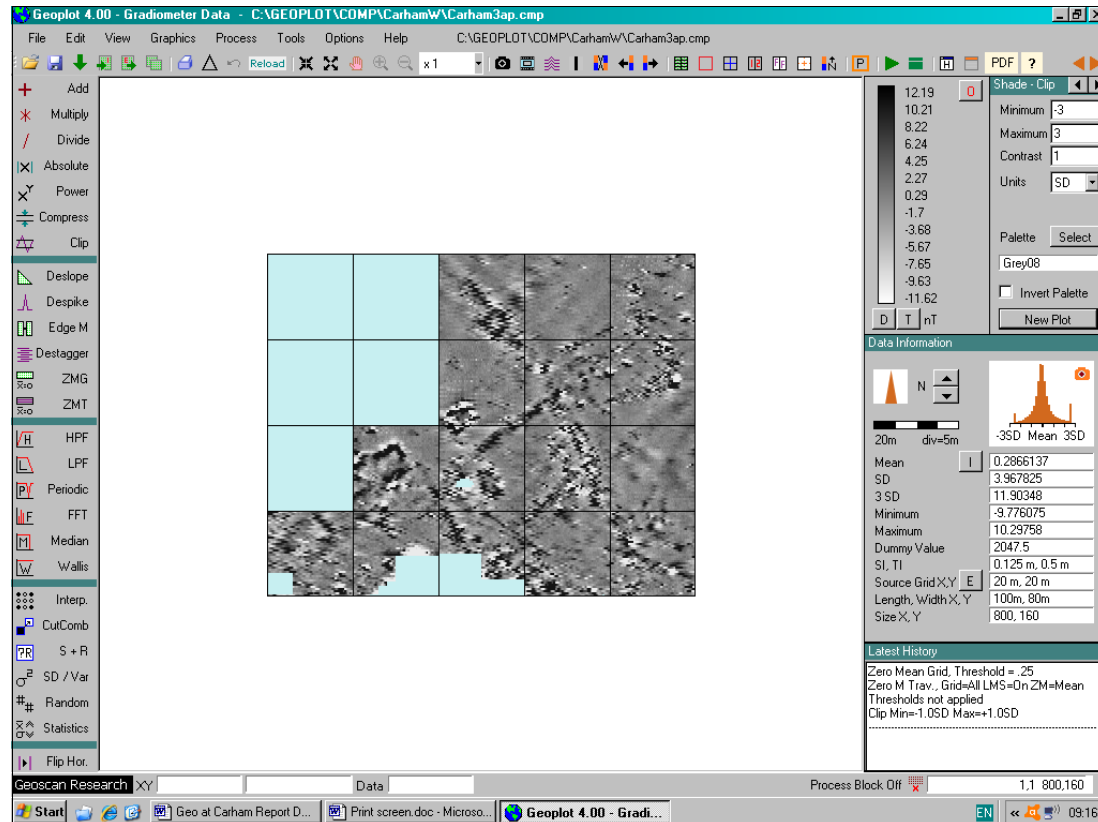 Geoplot 4.00 - Gradiometer Data - C:\GEOPLOT\COMP\CarhamW\Carham3ap.cmp
File Edit View Graphics Process Tools Options Help C:\GEOPLOT\COMP\CarhamW\Carham3ap.cmp
Reload x1 P H PDF ?
Add
Multiply
Divide
Absolute
Power
Compress
Clip
Deslope
Despike
Edge M
Destagger
ZMG
ZMT
HPF
LPF
Periodic
FFT
Median
Wallis
Interp.
CutComb
S + R
SD / Var
Random
Statistics
Flip Hor.
12.19
10.21
8.22
6.24
4.25
2.27
0.29
-1.7
-3.68
-5.67
-7.65
-9.63
-11.62
D T nT
0
Shade - Clip
Minimum -3
Maximum 3
Contrast 1
Units SD
Palette Select
Grey08
Invert Palette
New Plot
Data Information
N
20m div=5m
-3SD Mean 3SD
Mean I 0.2866137
SD 3.967825
3 SD 11.90348
Minimum -9.776075
Maximum 10.29758
Dummy Value 2047.5
SI, TI 0.125 m, 0.5 m
Source Grid X,Y E 20 m, 20 m
Length, Width X, Y 100m, 80m
Size X, Y 800, 160
Latest History
Zero Mean Grid, Threshold = .25
Zero M Trav., Grid=All LMS=On ZM=Mean
Thresholds not applied
Clip Min=-1.0SD Max=+1.0SD
Geoscan Research XY Data Process Block Off 1,1 800,160
Start Geo at Carham Report D... Print screen.doc - Microso... Geoplot 4.00 - Gradi... EN « 09:16